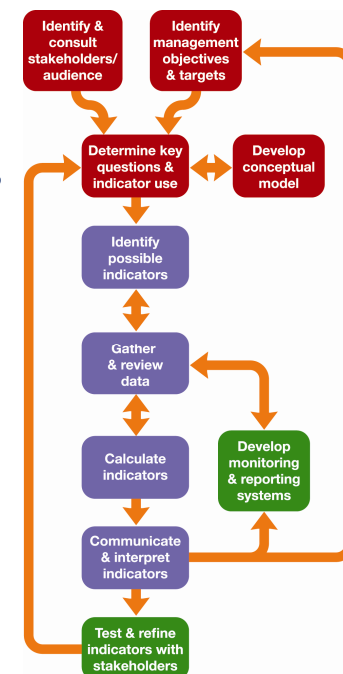 Identify &
consult
stakeholders/
audience
Identify
management
objectives
& targets
Determine key
questions &
indicator use
Develop
conceptual
model
Identify
possible
indicators
Gather
& review
data
Calculate
indicators
Develop
monitoring
& reporting
systems
Communicate
& interpret
indicators
Test & refine
indicators with
stakeholders